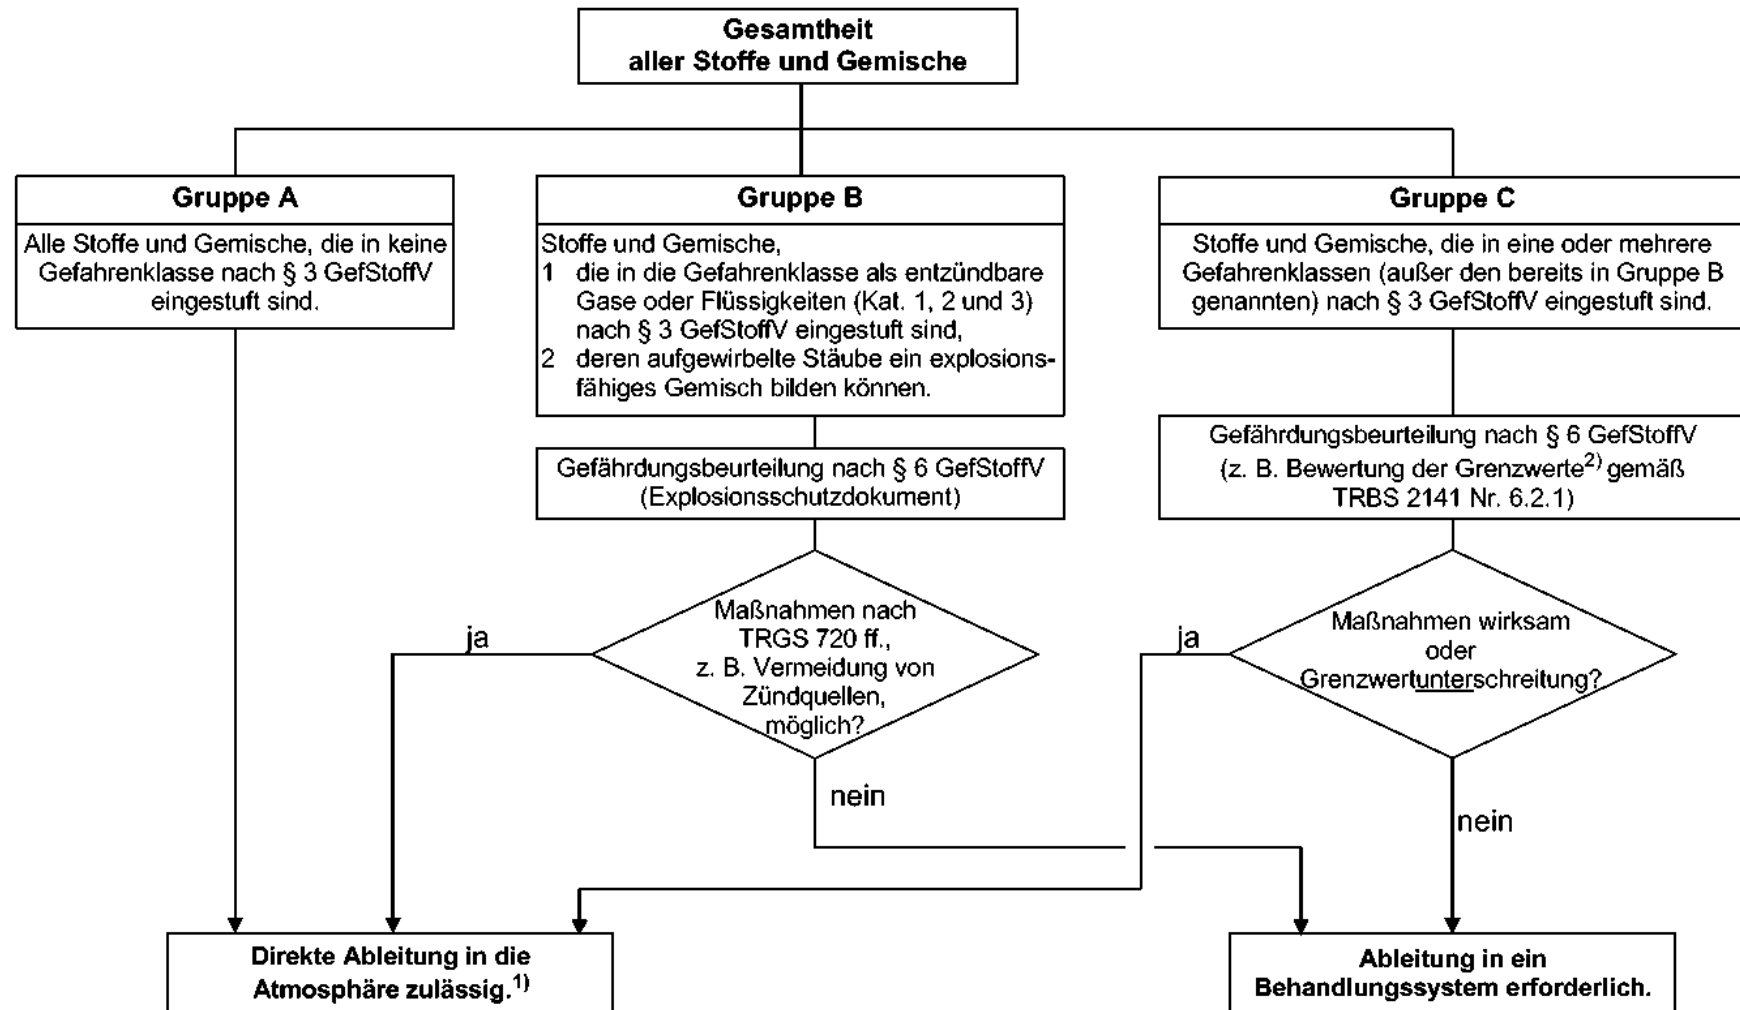 Gesamtheit
aller Stoffe und Gemische
Gruppe A
Alle Stoffe und Gemische, die in keine
Gefahrenklasse nach § 3 GefStoffV
eingestuft sind.
Gruppe B
Stoffe und Gemische,
1 die in die Gefahrenklasse als entzündbare
Gase oder Flüssigkeiten (Kat. 1, 2 und 3)
nach § 3 GefStoffV eingestuft sind,
2 deren aufgewirbelte Stäube ein explosions-
fähiges Gemisch bilden können.
Gruppe C
Stoffe und Gemische, die in eine oder mehrere
Gefahrenklassen (außer den bereits in Gruppe B
genannten) nach § 3 GefStoffV eingestuft sind.
Gefährdungsbeurteilung nach § 6 GefStoffV
(Explosionsschutzdokument)
Gefährdungsbeurteilung nach § 6 GefStoffV
(z. B. Bewertung der Grenzwerte2) gemäß
TRBS 2141 Nr. 6.2.1)
Maßnahmen nach
TRGS 720 ff.,
z. B. Vermeidung von
Zündquellen,
möglich?
ja
nein
Maßnahmen wirksam
oder
Grenzwertunterschreitung?
ja
nein
Direkte Ableitung in die
Atmosphäre zulässig.1)
Ableitung in ein
Behandlungssystem erforderlich.